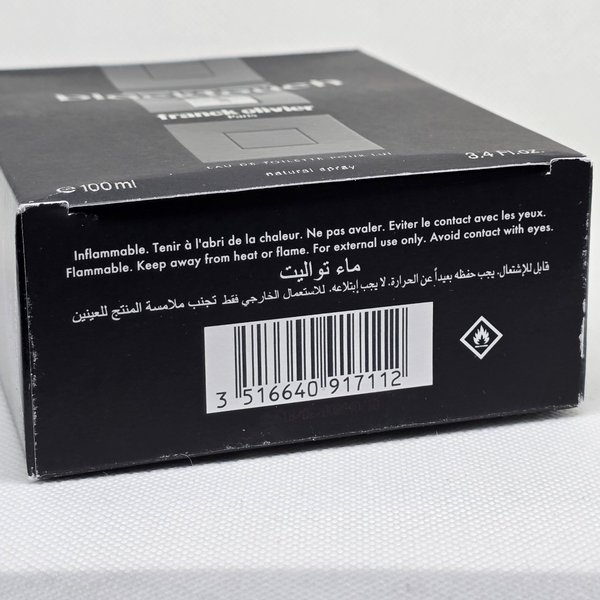 franck olivier
Paris
EAU DE TOILETTE POUR LUI
natural spray
100 ml
3.4 Fl.oz.
Inflammable. Tenir à l'abri de la chaleur. Ne pas avaler. Eviter le contact avec les yeux.
Flammable. Keep away from heat or flame. For external use only. Avoid contact with eyes.
ماء تواليت
قابل للإشتعال. يجب حفظه بعيداً عن الحرارة. لا يجب إبتلاعه. للاستعمال الخارجي فقط. تجنب ملامسة المنتج للعينين
3 516640 917112